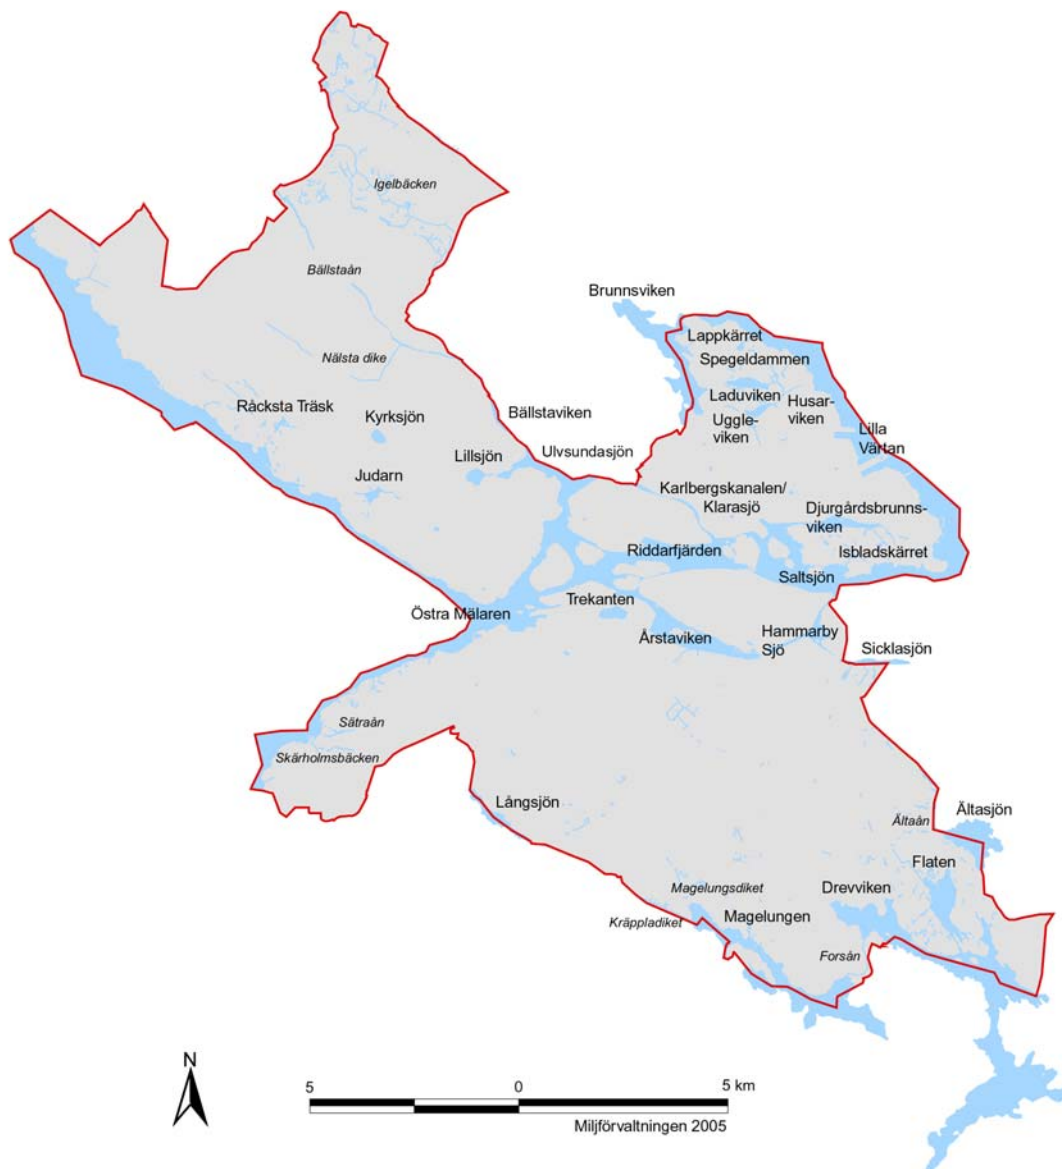 Igelbäcken
Bällstaån
Brunnsviken
Lappkärret
Spegeldammen
Nälsta dike
Laduviken
Husar-
viken
Råcksta Träsk
Kyrksjön
Bällstaviken
Uggle-
viken
Lilla
Värtan
Lillsjön
Ulvsundasjön
Judarn
Karlbergskanalen/
Klarasjö
Djurgårdsbrunns-
viken
Riddarfjärden
Isbladskärret
Saltsjön
Östra Mälaren
Trekanten
Årstaviken
Hammarby
Sjö
Sicklasjön
Sätraån
Skärholmsbäcken
Långsjön
Ältaån
Ältasjön
Flaten
Magelungsdiket
Drevviken
Kräppladiket
Magelungen
Forsån
N
5 0 5 km
Miljförvaltningen 2005